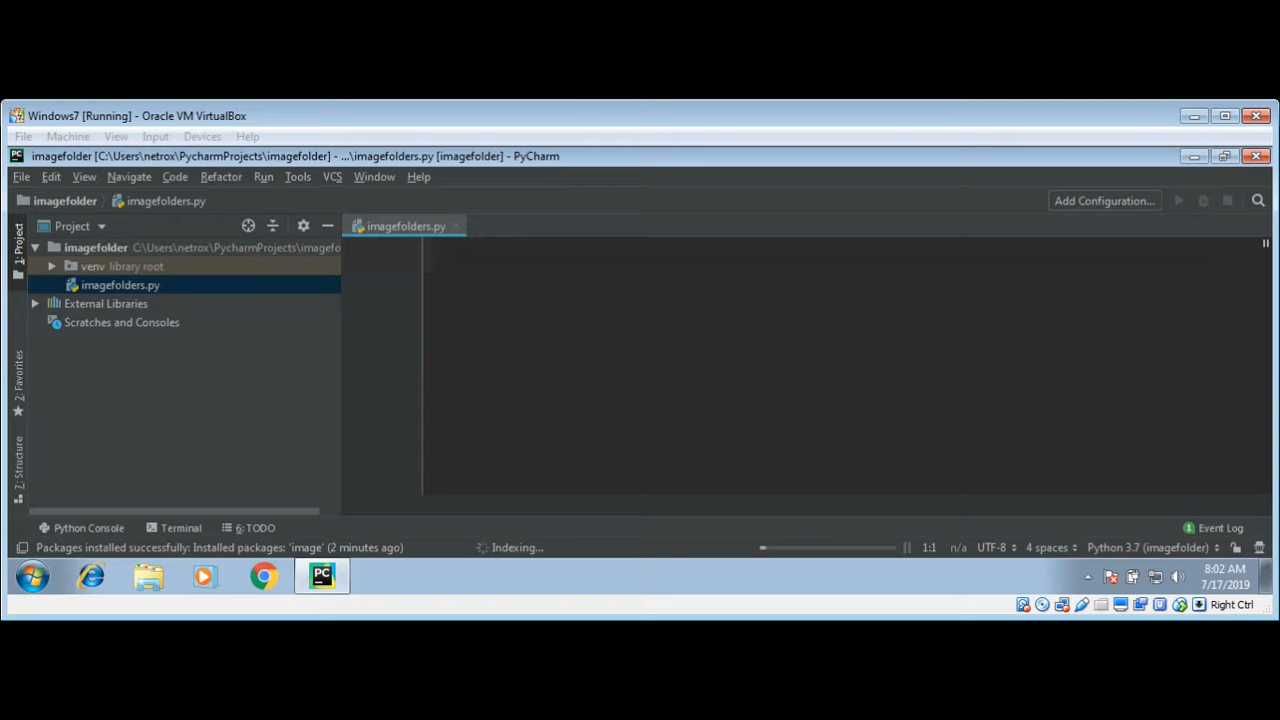 Windows7 [Running] - Oracle VM VirtualBox
File Machine View Input Devices Help
PC imagefolder [C:\Users\netrox\PycharmProjects\imagefolder] - ...\imagefolders.py [imagefolder] - PyCharm
File Edit View Navigate Code Refactor Run Tools VCS Window Help
imagefolder imagefolders.py Add Configuration...
1: Project Project imagefolders.py
imagefolder C:\Users\netrox\PycharmProjects\imagefo
venv library root
imagefolders.py
External Libraries
Scratches and Consoles
2: Favorites
7: Structure
Python Console Terminal 6: TODO 1 Event Log
Packages installed successfully: Installed packages: 'image' (2 minutes ago) Indexing... 1:1 n/a UTF-8 4 spaces Python 3.7 (imagefolder)
PC 8:02 AM
7/17/2019
Right Ctrl